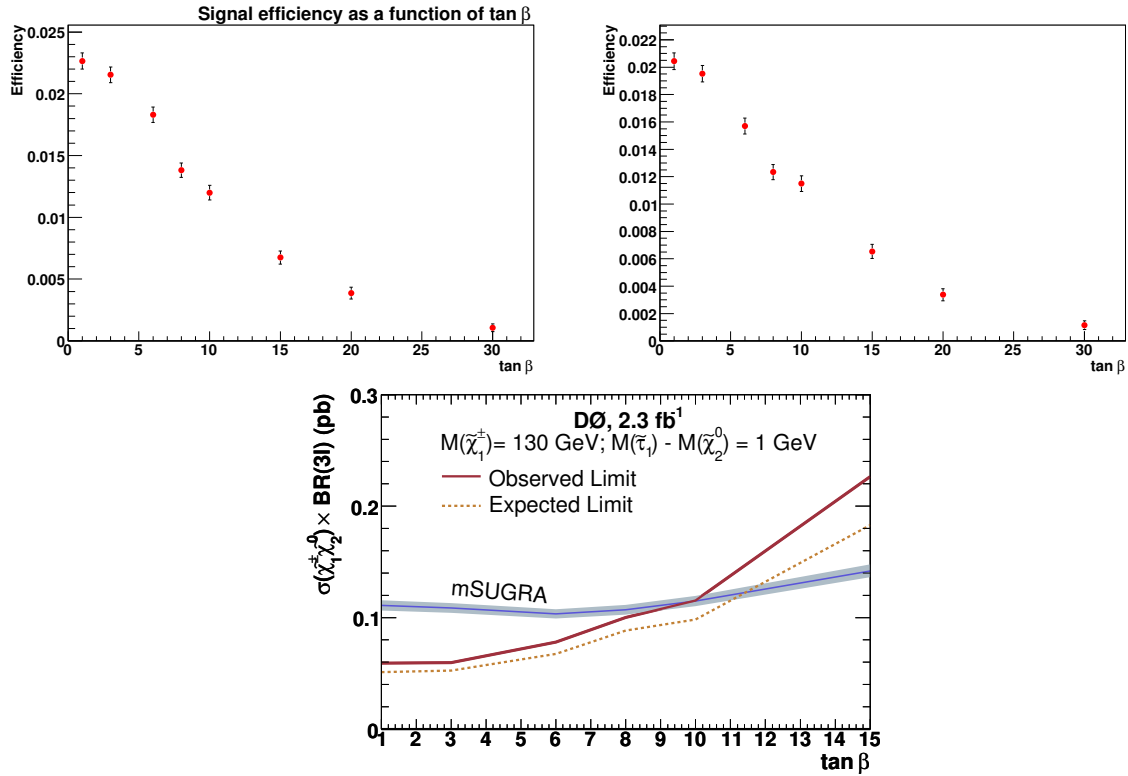 Signal efficiency as a function of tan β
Efficiency
0.025
0.02
0.015
0.01
0.005
0
0 5 10 15 20 25 30
tan β
Efficiency
0.022
0.02
0.018
0.016
0.014
0.012
0.01
0.008
0.006
0.004
0.002
0
0 5 10 15 20 25 30
tan β
σ(χ̃₁^± χ̃₂^0) × BR(3l) (pb)
0.3
0.2
0.1
0
DØ, 2.3 fb⁻¹
M(χ̃₁^±)= 130 GeV; M(τ̃₁) - M(χ̃₂^0) = 1 GeV
Observed Limit
Expected Limit
mSUGRA
1 2 3 4 5 6 7 8 9 10 11 12 13 14 15
tan β